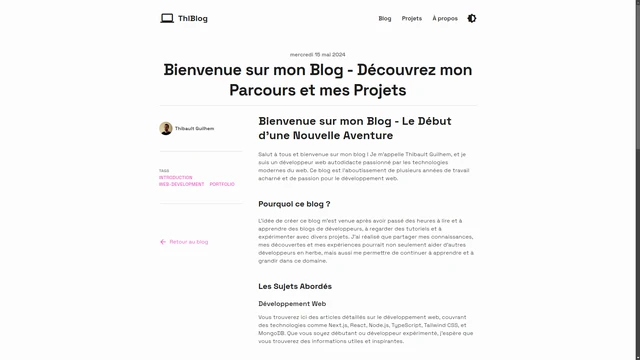 ThiBlog
Blog Projets À propos
mercredi 15 mai 2024
Bienvenue sur mon Blog - Découvrez mon
Parcours et mes Projets
Thibault Guilhem
TAGS
INTRODUCTION
WEB-DEVELOPMENT PORTFOLIO
Retour au blog
Bienvenue sur mon Blog - Le Début
d'une Nouvelle Aventure
Salut à tous et bienvenue sur mon blog ! Je m'appelle Thibault Guilhem, et je
suis un développeur web autodidacte passionné par les technologies
modernes du web. Ce blog est l'aboutissement de plusieurs années de travail
acharné et de passion pour le développement web.
Pourquoi ce blog ?
L'idée de créer ce blog m'est venue après avoir passé des heures à lire et à
apprendre des blogs de développeurs, à regarder des tutoriels et à
expérimenter avec divers projets. J'ai réalisé que partager mes connaissances,
mes découvertes et mes expériences pourrait non seulement aider d'autres
développeurs en herbe, mais aussi me permettre de continuer à apprendre et à
grandir dans ce domaine.
Les Sujets Abordés
Développement Web
Vous trouverez ici des articles détaillés sur le développement web, couvrant
des technologies comme Next.js, React, Node.js, TypeScript, Tailwind CSS, et
MongoDB. Que vous soyez débutant ou développeur expérimenté, j'espère que
vous trouverez des informations utiles et inspirantes.